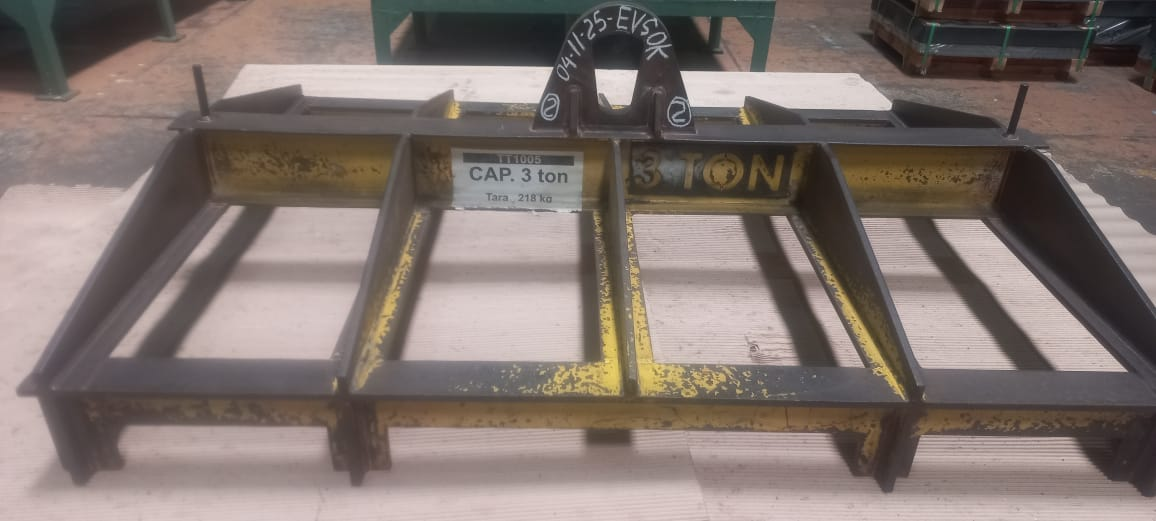 04-11-25-EVSOK
2 2
TT1005
CAP. 3 ton
Tara 218 kg
3 TON